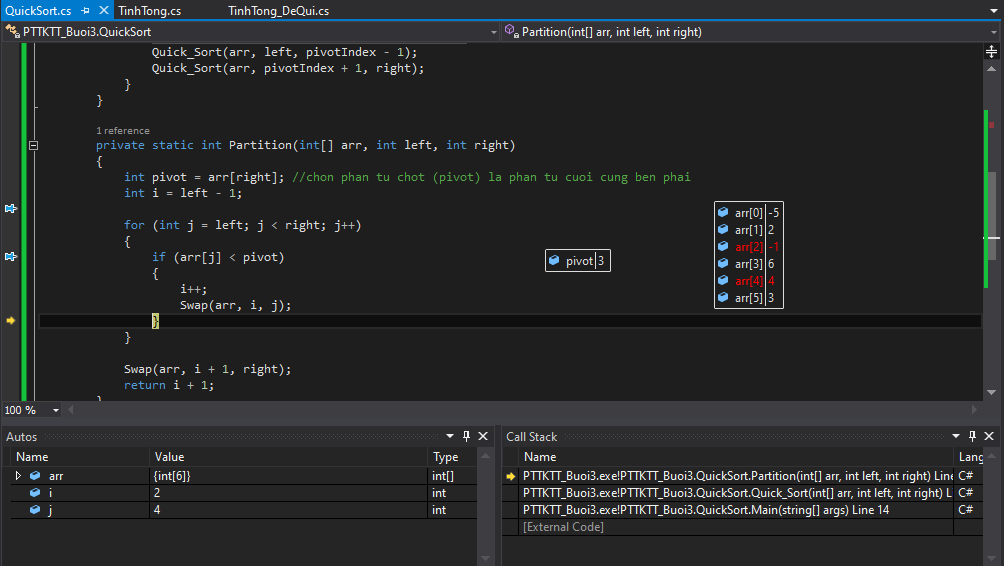 QuickSort.cs TinhTong.cs TinhTong_DeQui.cs
PTTKTT_Buoi3.QuickSort Partition(int[] arr, int left, int right)
Quick_Sort(arr, left, pivotIndex - 1);
Quick_Sort(arr, pivotIndex + 1, right);
}
}
1 reference
private static int Partition(int[] arr, int left, int right)
{
int pivot = arr[right]; //chon phan tu chot (pivot) la phan tu cuoi cung ben phai
int i = left - 1;
for (int j = left; j < right; j++)
{
if (arr[j] < pivot)
{
i++;
Swap(arr, i, j);
}
}
Swap(arr, i + 1, right);
return i + 1;
pivot 3
arr[0] -5
arr[1] 2
arr[2] -1
arr[3] 6
arr[4] 4
arr[5] 3
100 %
Autos
Name Value Type
arr {int[6]} int[]
i 2 int
j 4 int
Call Stack
Name Lang
PTTKTT_Buoi3.exe!PTTKTT_Buoi3.QuickSort.Partition(int[] arr, int left, int right) Line C#
PTTKTT_Buoi3.exe!PTTKTT_Buoi3.QuickSort.Quick_Sort(int[] arr, int left, int right) L C#
PTTKTT_Buoi3.exe!PTTKTT_Buoi3.QuickSort.Main(string[] args) Line 14 C#
[External Code]